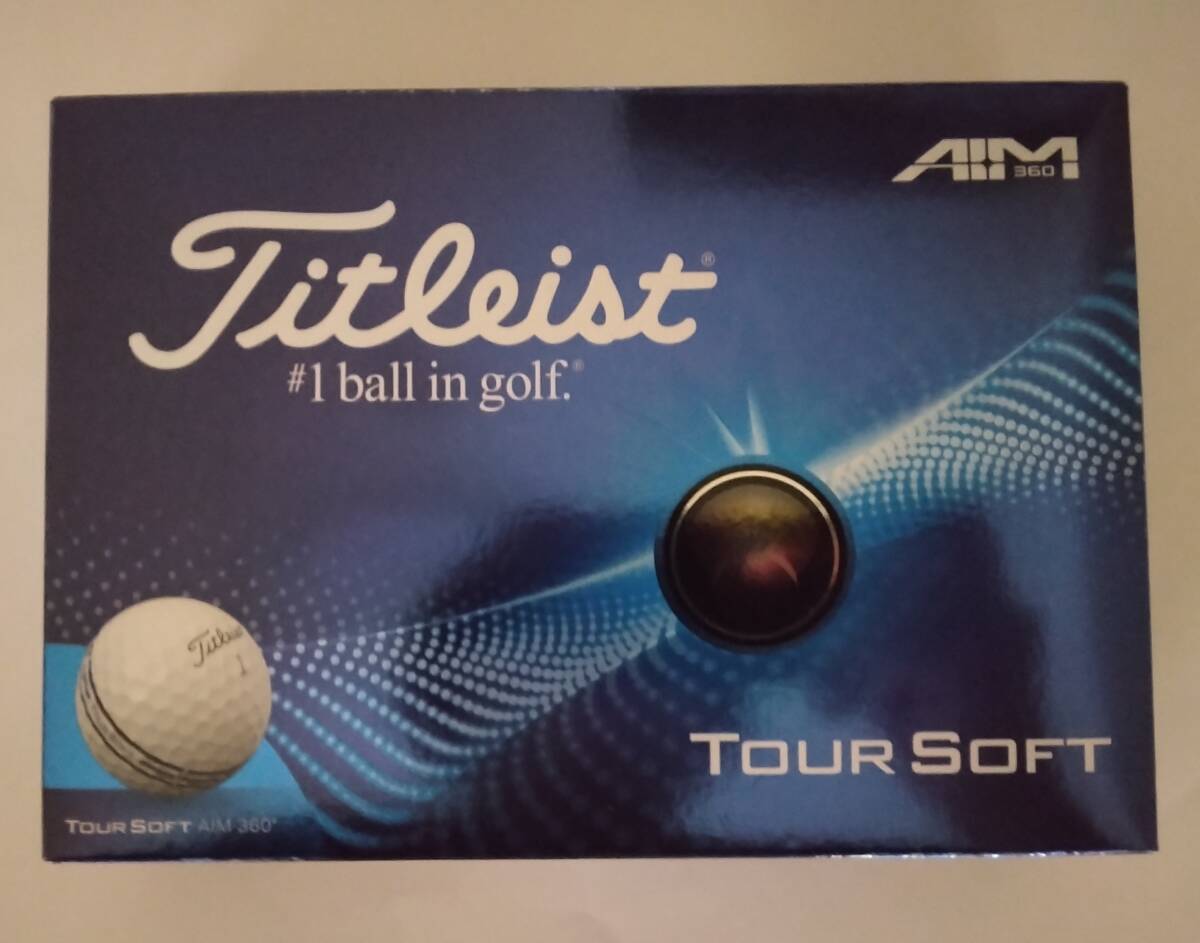 AIM
360
Titleist®
#1 ball in golf.®
Titleist
1
TOUR SOFT
TOUR SOFT AIM 360°